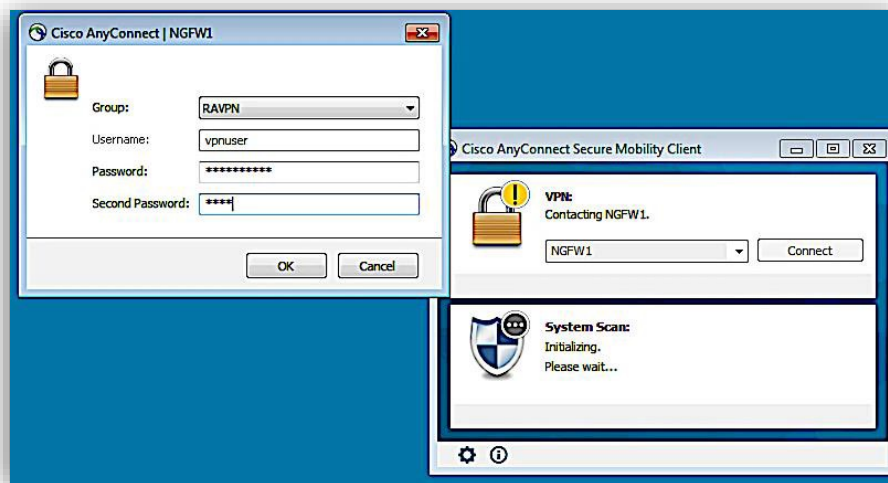 Cisco AnyConnect | NGFW1
Group: RAVPN
Username: vpnuser
Password: **********
Second Password: ****
OK Cancel
Cisco AnyConnect Secure Mobility Client
VPN:
Contacting NGFW1.
NGFW1 Connect
System Scan:
Initializing.
Please wait...